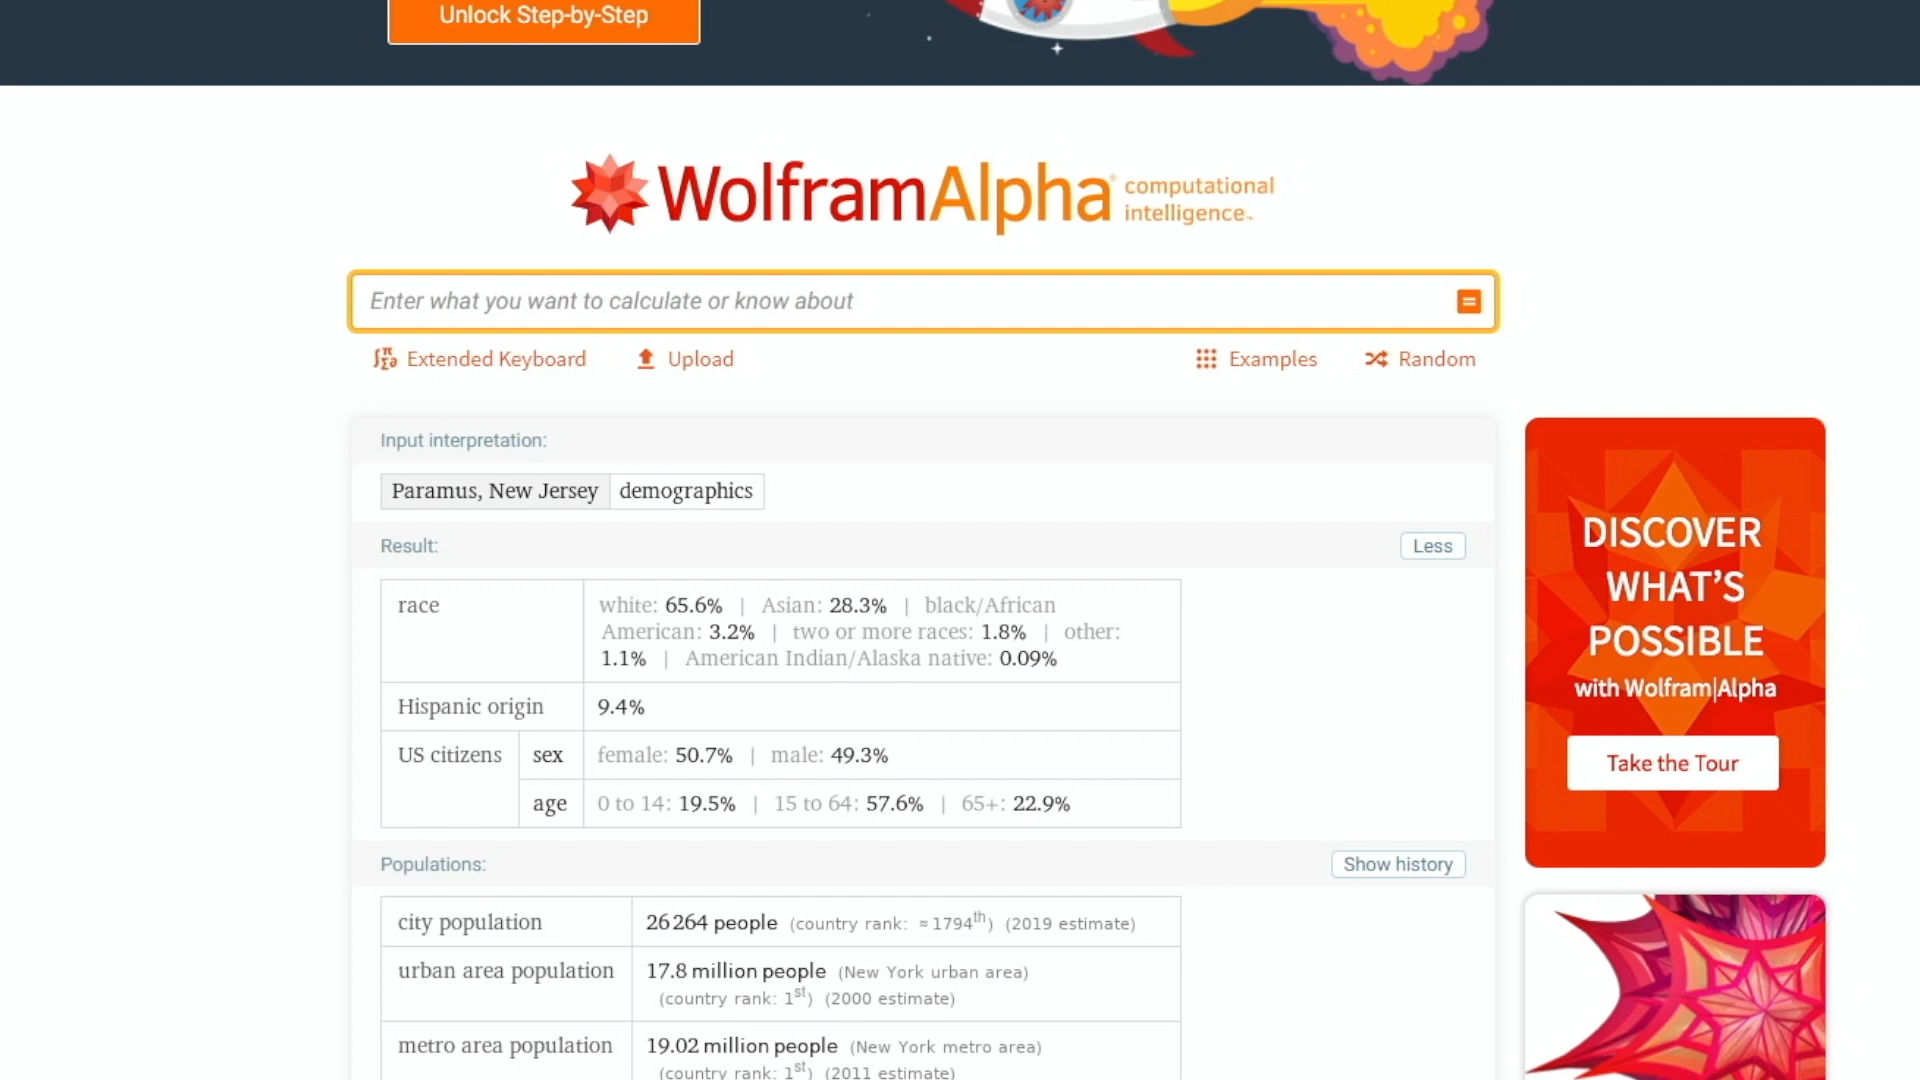 Unlock Step-by-Step
WolframAlpha computational
intelligence.
Enter what you want to calculate or know about
Extended Keyboard Upload Examples Random
Input interpretation:
Paramus, New Jersey demographics
Result: Less
race white: 65.6% | Asian: 28.3% | black/African
American: 3.2% | two or more races: 1.8% | other:
1.1% | American Indian/Alaska native: 0.09%
Hispanic origin 9.4%
US citizens sex female: 50.7% | male: 49.3%
age 0 to 14: 19.5% | 15 to 64: 57.6% | 65+: 22.9%
Populations: Show history
city population 26264 people (country rank: ≈1794th) (2019 estimate)
urban area population 17.8 million people (New York urban area)
(country rank: 1st) (2000 estimate)
metro area population 19.02 million people (New York metro area)
(country rank: 1st) (2011 estimate)
DISCOVER
WHAT'S
POSSIBLE
with Wolfram|Alpha
Take the Tour